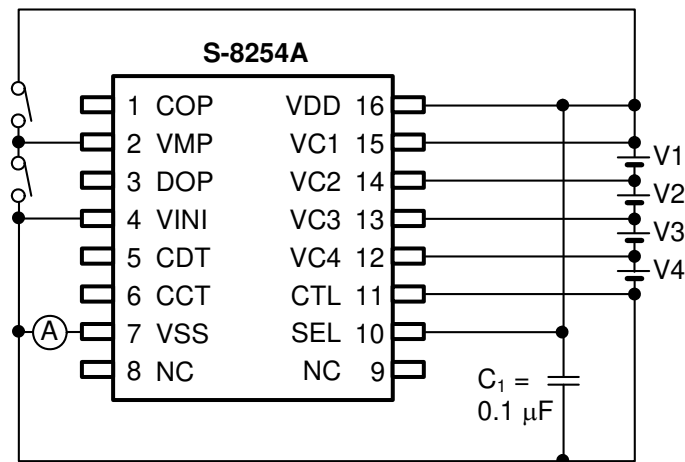 S-8254A
1 COP VDD 16
2 VMP VC1 15
3 DOP VC2 14
4 VINI VC3 13
5 CDT VC4 12
6 CCT CTL 11
7 VSS SEL 10
8 NC NC 9
A
V1
V2
V3
V4
C₁ =
0.1 μF